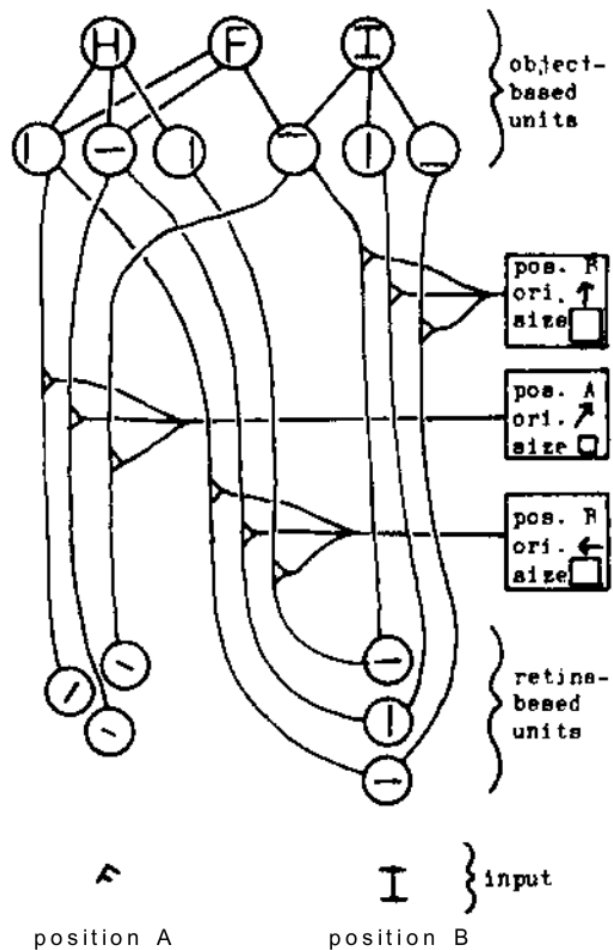 H F I
object-
based
units
pos. B
ori.
size
pos. A
ori.
size
pos. B
ori.
size
retina-
based
units
F I
input
position A position B